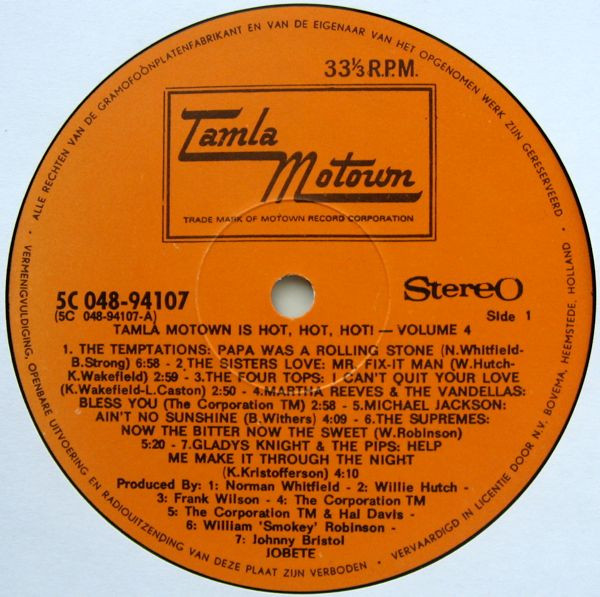 • ALLE RECHTEN VAN DE GRAMOFOONPLATENFABRIKANT EN VAN DE EIGENAAR VAN HET OPGENOMEN WERK ZIJN GERESERVEERD •
33⅓ R.P.M.
Tamla
Motown
TRADE MARK OF MOTOWN RECORD CORPORATION
5C 048-94107
(5C 048-94107-A)
Stereo
Side 1
TAMLA MOTOWN IS HOT, HOT, HOT! — VOLUME 4
1. THE TEMPTATIONS: PAPA WAS A ROLLING STONE (N.Whitfield-
B.Strong) 6:58 - 2.THE SISTERS LOVE: MR. FIX-IT MAN (W.Hutch-
K.Wakefield) 2:59 - 3.THE FOUR TOPS: I CAN'T QUIT YOUR LOVE
(K.Wakefield-L.Caston) 2:50 - 4.MARTHA REEVES & THE VANDELLAS:
BLESS YOU (The Corporation TM) 2:58 - 5.MICHAEL JACKSON:
AIN'T NO SUNSHINE (B.Withers) 4:09 - 6.THE SUPREMES:
NOW THE BITTER NOW THE SWEET (W.Robinson)
5:20 - 7.GLADYS KNIGHT & THE PIPS: HELP
ME MAKE IT THROUGH THE NIGHT
(K.Kristofferson) 4:10
Produced By: 1: Norman Whitfield - 2: Willie Hutch -
3: Frank Wilson - 4: The Corporation TM
5: The Corporation TM & Hal Davis -
6: William 'Smokey' Robinson -
7: Johnny Bristol
JOBETE
VERMENIGVULDIGING, OPENBARE UITVOERING EN RADIOUITZENDING VAN DEZE PLAAT ZIJN VERBODEN •
VERVAARDIGD IN LICENTIE DOOR N.V. BOVEMA, HEEMSTEDE, HOLLAND